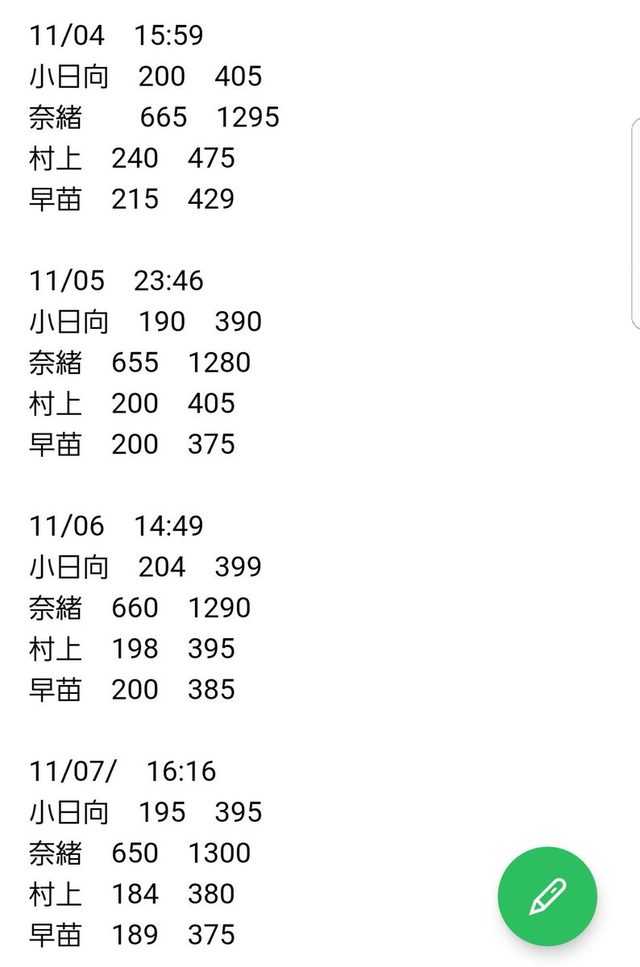 11/04　15:59
小日向　200　405
奈緒　　665　1295
村上　240　475
早苗　215　429

11/05　23:46
小日向　190　390
奈緒　655　1280
村上　200　405
早苗　200　375

11/06　14:49
小日向　204　399
奈緒　660　1290
村上　198　395
早苗　200　385

11/07/　16:16
小日向　195　395
奈緒　650　1300
村上　184　380
早苗　189　375